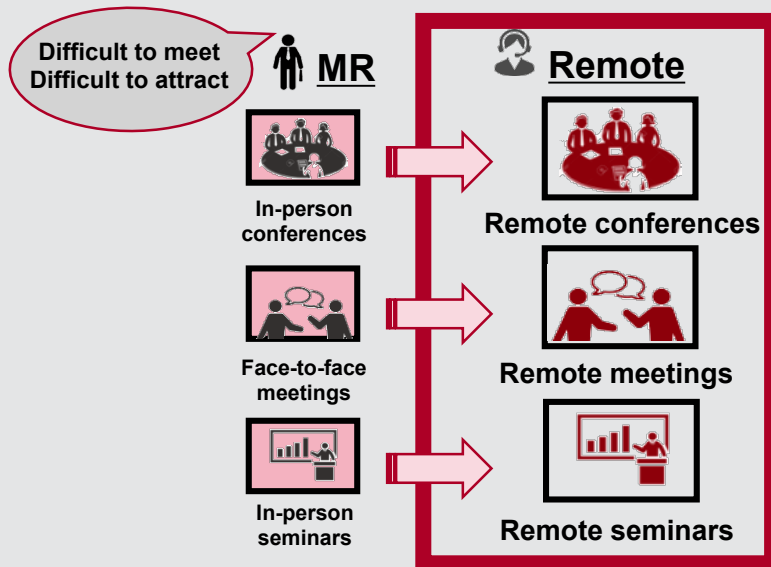 Difficult to meet
Difficult to attract
MR
Remote
In-person
conferences
Remote conferences
Face-to-face
meetings
Remote meetings
In-person
seminars
Remote seminars